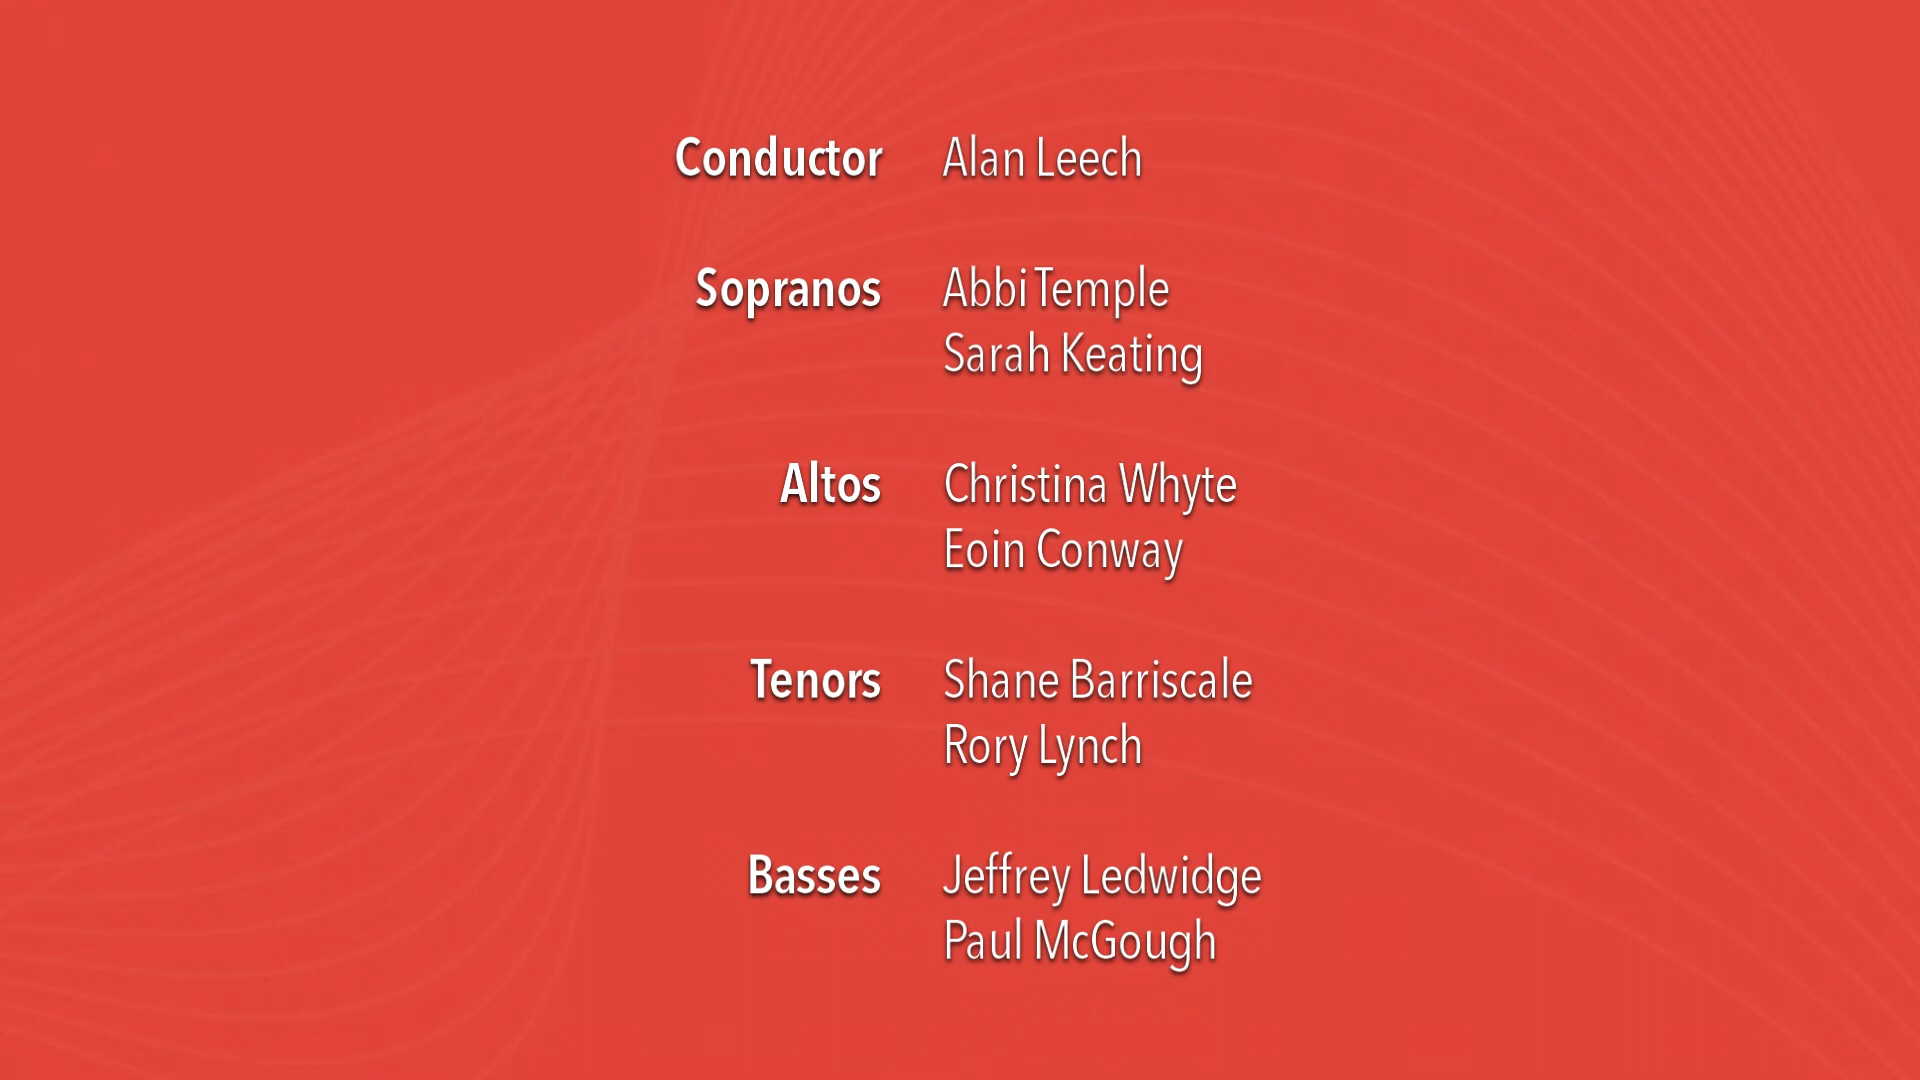 Conductor Alan Leech
Sopranos Abbi Temple
Sarah Keating
Altos Christina Whyte
Eoin Conway
Tenors Shane Barriscale
Rory Lynch
Basses Jeffrey Ledwidge
Paul McGough